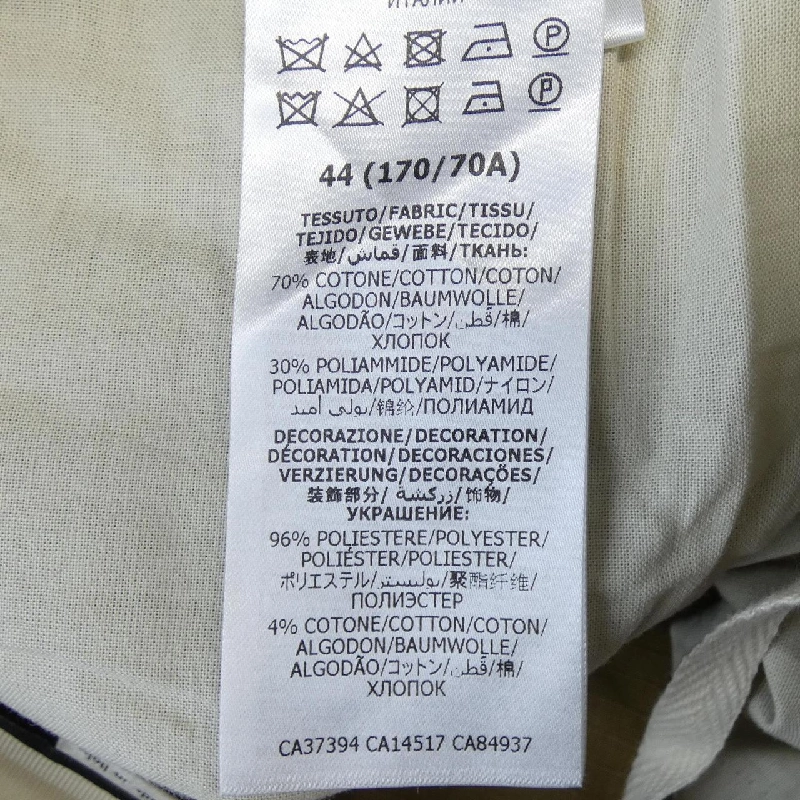 ИТАЛИЯ
P
P
44 (170/70A)
TESSUTO/FABRIC/TISSU/
TEJIDO/GEWEBE/TECIDO/
表地/قماش/面料/ТКАНЬ:
70% COTONE/COTTON/COTON/
ALGODON/BAUMWOLLE/
ALGODÃO/コットン/قطن/棉/
ХЛОПОК
30% POLIAMMIDE/POLYAMIDE/
POLIAMIDA/POLYAMID/ナイロン/
بولي أميد/锦纶/ПОЛИАМИД
DECORAZIONE/DECORATION/
DÉCORATION/DECORACIONES/
VERZIERUNG/DECORAÇÕES/
装飾部分/زركشة/饰物/
УКРАШЕНИЕ:
96% POLIESTERE/POLYESTER/
POLIÉSTER/POLIESTER/
ポリエステル/بوليستر/聚酯纤维/
ПОЛИЭСТЕР
4% COTONE/COTTON/COTON/
ALGODON/BAUMWOLLE/
ALGODÃO/コットン/قطن/棉/
ХЛОПОК
CA37394 CA14517 CA84937